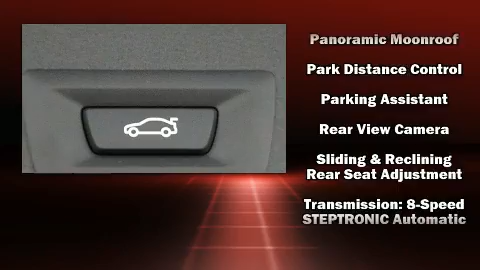 Panoramic Moonroof
Park Distance Control
Parking Assistant
Rear View Camera
Sliding & Reclining
Rear Seat Adjustment
Transmission: 8-Speed
STEPTRONIC Automatic